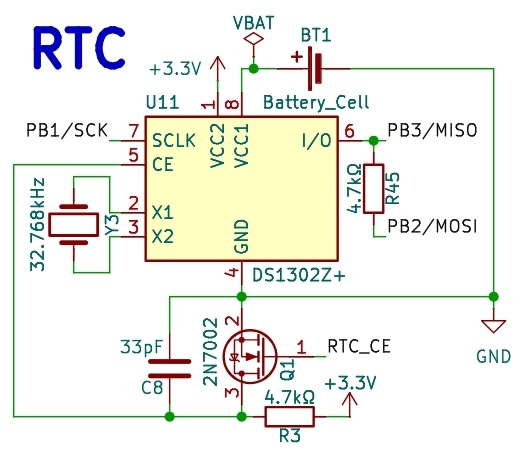 RTC
VBAT
BT1
+3.3V
U11
Battery_Cell
1
8
PB1/SCK
7
SCLK
VCC2
VCC1
I/O
6
PB3/MISO
5
CE
32.768kHz
Y3
2
X1
3
X2
4.7kΩ
R45
PB2/MOSI
GND
4
DS1302Z+
GND
33pF
C8
2N7002
2
1
RTC_CE
Q1
3
+3.3V
4.7kΩ
R3